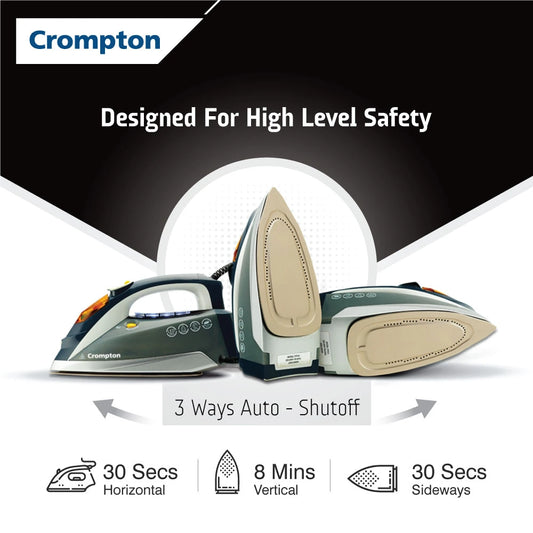 Crompton
Designed For High Level Safety
Crompton
3 Ways Auto - Shutoff
30 Secs
Horizontal
8 Mins
Vertical
30 Secs
Sideways